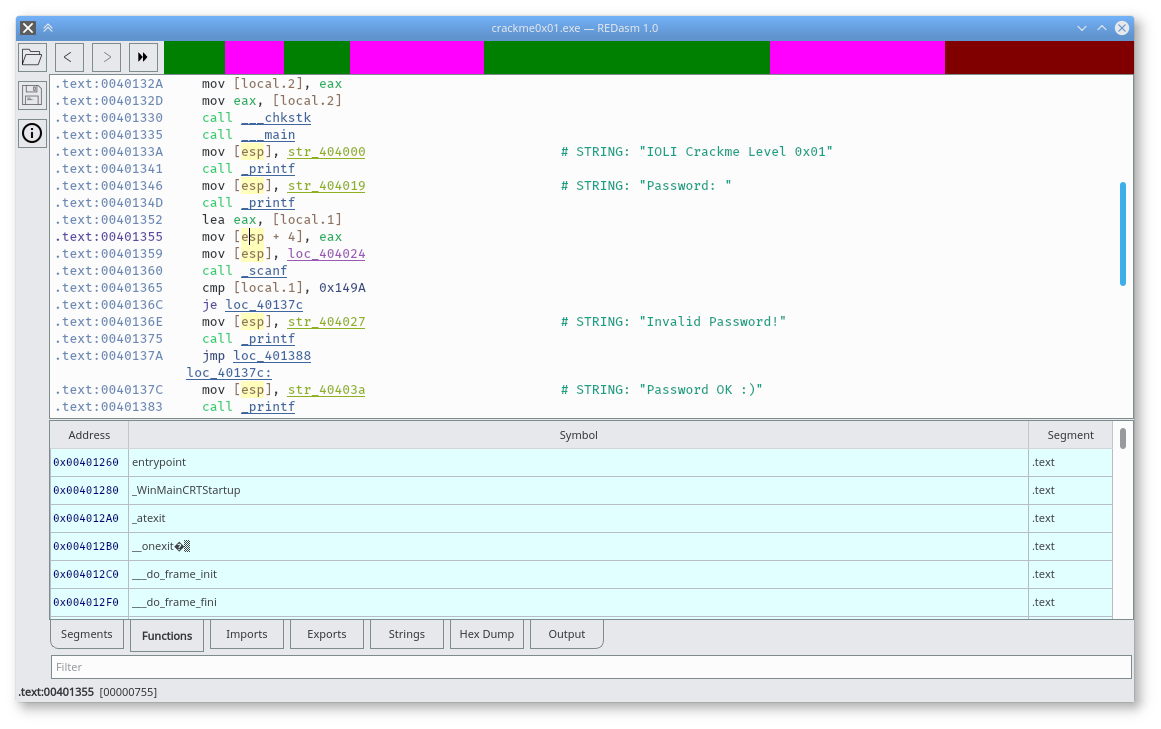 crackme0x01.exe — REDasm 1.0
.text:0040132A mov [local.2], eax
.text:0040132D mov eax, [local.2]
.text:00401330 call ___chkstk
.text:00401335 call ___main
.text:0040133A mov [esp], str_404000 # STRING: "IOLI Crackme Level 0x01"
.text:00401341 call _printf
.text:00401346 mov [esp], str_404019 # STRING: "Password: "
.text:0040134D call _printf
.text:00401352 lea eax, [local.1]
.text:00401355 mov [esp + 4], eax
.text:00401359 mov [esp], loc_404024
.text:00401360 call _scanf
.text:00401365 cmp [local.1], 0x149A
.text:0040136C je loc_40137c
.text:0040136E mov [esp], str_404027 # STRING: "Invalid Password!"
.text:00401375 call _printf
.text:0040137A jmp loc_401388
loc_40137c:
.text:0040137C mov [esp], str_40403a # STRING: "Password OK :)"
.text:00401383 call _printf
Address Symbol Segment
0x00401260 entrypoint .text
0x00401280 _WinMainCRTStartup .text
0x004012A0 _atexit .text
0x004012B0 __onexit�▒ .text
0x004012C0 ___do_frame_init .text
0x004012F0 ___do_frame_fini .text
Segments Functions Imports Exports Strings Hex Dump Output
Filter
.text:00401355 [00000755]